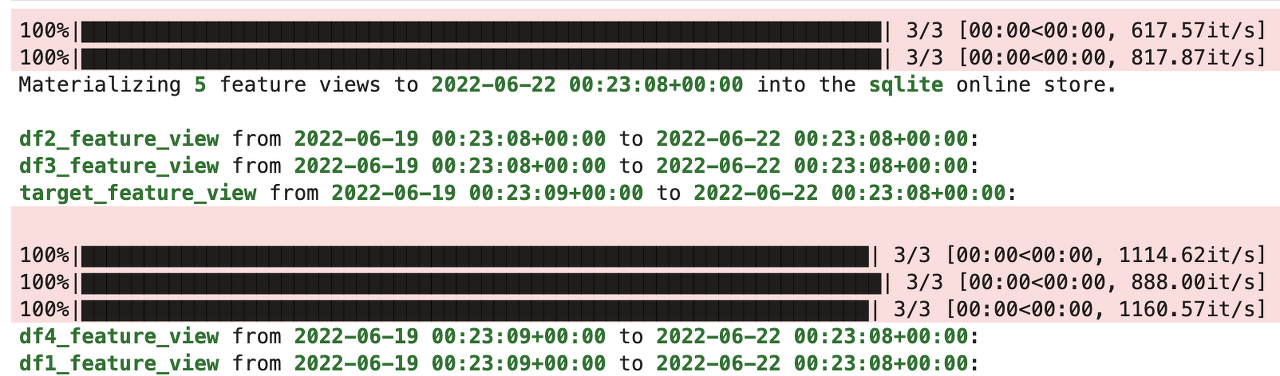 100%|████████████████████████████████████████████████████████████████| 3/3 [00:00<00:00, 617.57it/s]
100%|████████████████████████████████████████████████████████████████| 3/3 [00:00<00:00, 817.87it/s]
Materializing 5 feature views to 2022-06-22 00:23:08+00:00 into the sqlite online store.
df2_feature_view from 2022-06-19 00:23:08+00:00 to 2022-06-22 00:23:08+00:00:
df3_feature_view from 2022-06-19 00:23:08+00:00 to 2022-06-22 00:23:08+00:00:
target_feature_view from 2022-06-19 00:23:09+00:00 to 2022-06-22 00:23:08+00:00:
100%|███████████████████████████████████████████████████████████████| 3/3 [00:00<00:00, 1114.62it/s]
100%|████████████████████████████████████████████████████████████████| 3/3 [00:00<00:00, 888.00it/s]
100%|███████████████████████████████████████████████████████████████| 3/3 [00:00<00:00, 1160.57it/s]
df4_feature_view from 2022-06-19 00:23:09+00:00 to 2022-06-22 00:23:08+00:00:
df1_feature_view from 2022-06-19 00:23:09+00:00 to 2022-06-22 00:23:08+00:00: